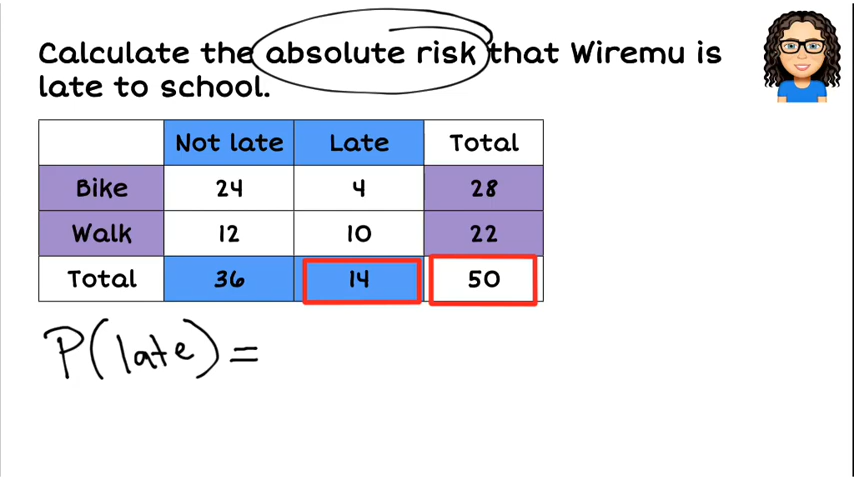 Calculate the absolute risk that Wiremu is
late to school.
Not late Late Total
Bike 24 4 28
Walk 12 10 22
Total 36 14 50
P(late) =